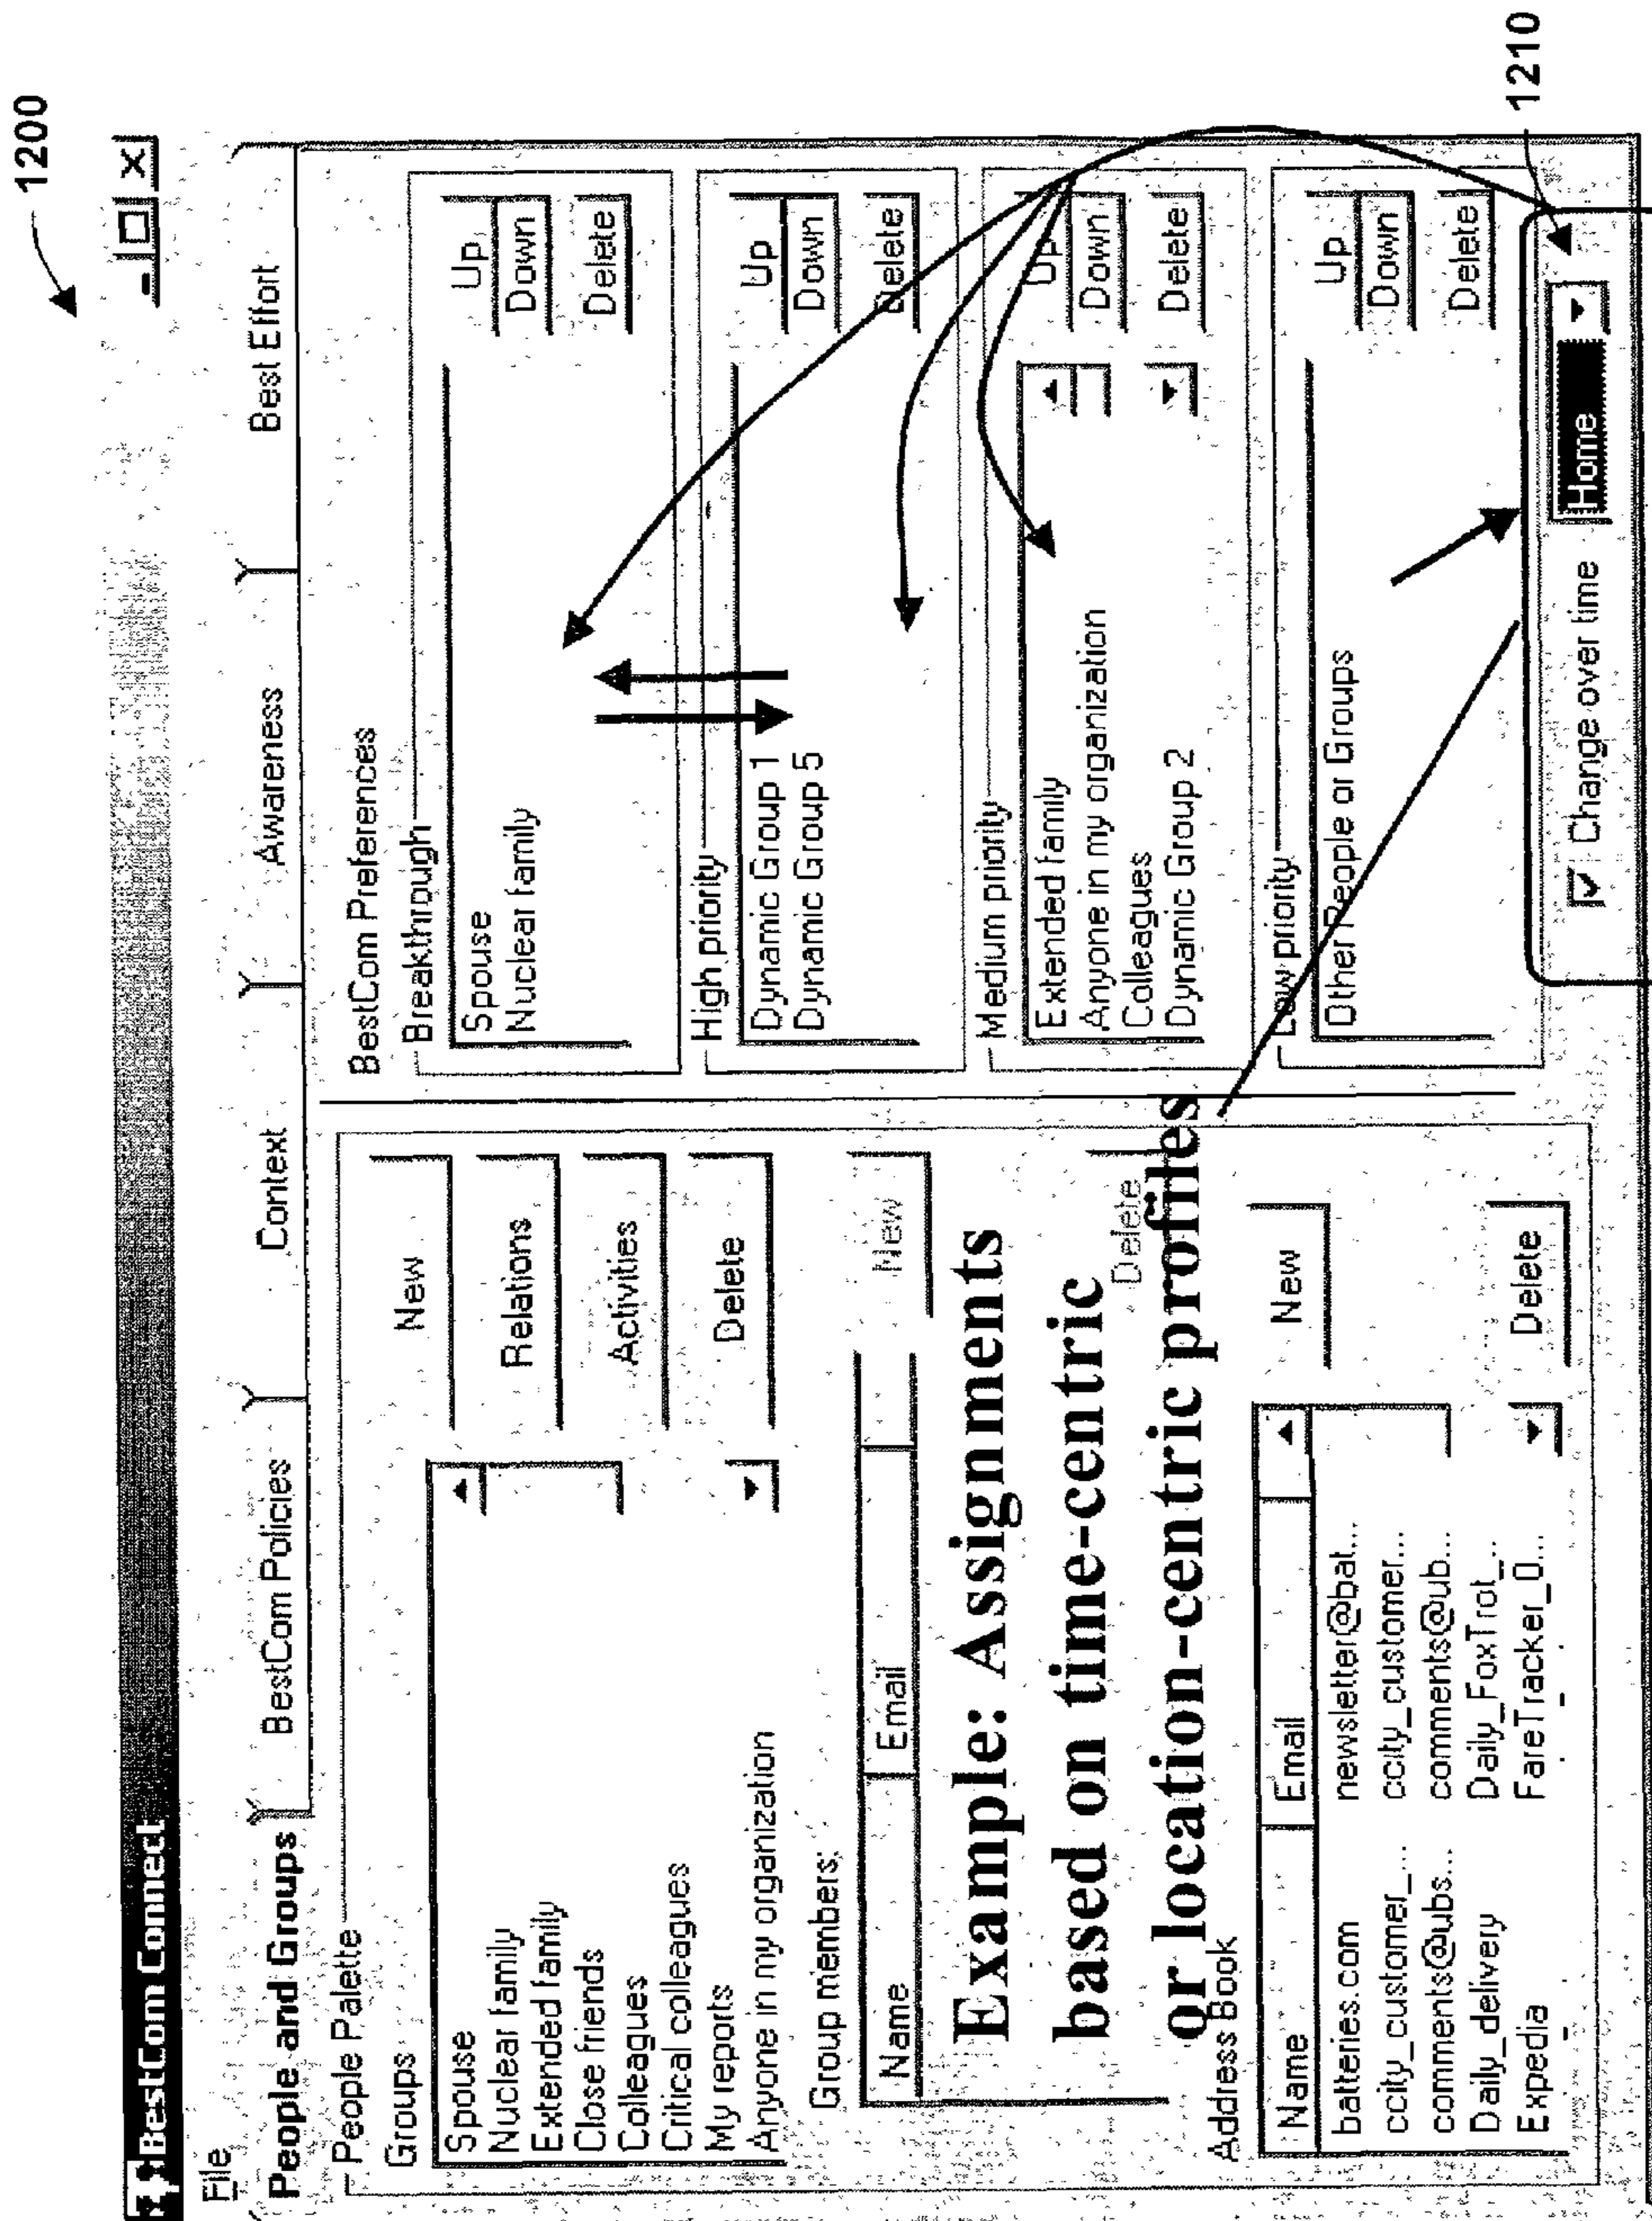 1200
BestCom Connect
File
People and Groups
BestCom Policies
Context
Awareness
Best Effort
People Palette
Groups
Spouse
Nuclear family
Extended family
Close friends
Colleagues
Critical colleagues
My reports
Anyone in my organization
New
Relations
Activities
Delete
Group members:
Name Email
New
Delete
Example: Assignments
based on time-centric
or location-centric profiles
Address Book
Name Email
batteries.com newsletter@bat...
ccity_customer_... ccity_customer...
comments@ubs... comments@ub...
Daily_delivery Daily_FoxTrot_...
Expedia FareTracker_0...
New
Delete
BestCom Preferences
Breakthrough
Spouse
Nuclear family
Up
Down
Delete
High priority
Dynamic Group 1
Dynamic Group 5
Up
Down
Delete
Medium priority
Extended family
Anyone in my organization
Colleagues
Dynamic Group 2
Up
Down
Delete
Low priority
Other People or Groups
Up
Down
Delete
Change over time Home
1210